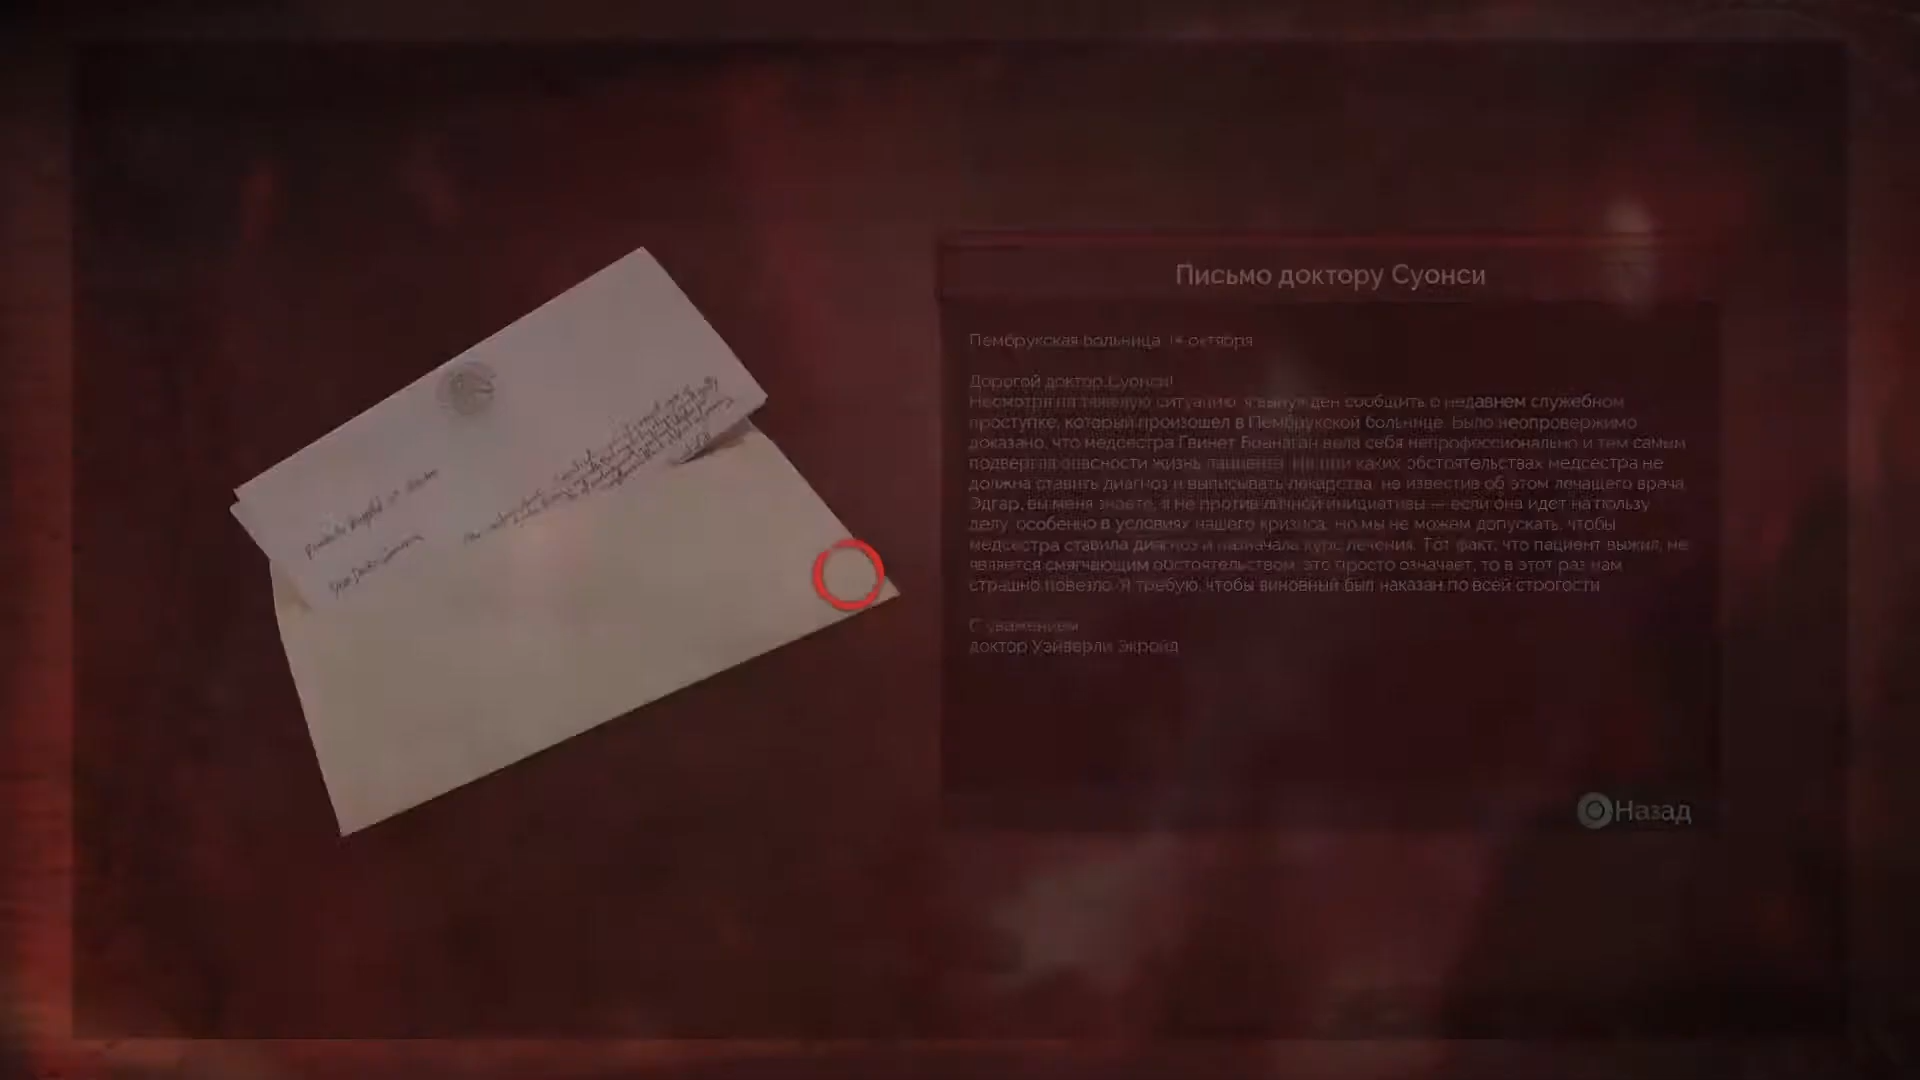 Письмо доктору Суонси
Пембрукская больница, 14 октября
Дорогой доктор Суонси!
Несмотря на тяжелую ситуацию, я вынужден сообщить о недавнем служебном
проступке, который произошел в Пембрукской больнице. Было неопровержимо
доказано, что медсестра Гвинет Бранаган вела себя непрофессионально и тем самым
подвергла опасности жизнь пациента. Ни при каких обстоятельствах медсестра не
должна ставить диагноз и выписывать лекарства, не известив об этом лечащего врача.
Эдгар, вы меня знаете, я не против личной инициативы — если она идет на пользу
делу, особенно в условиях нашего кризиса, но мы не можем допускать, чтобы
медсестра ставила диагноз и назначала курс лечения. Тот факт, что пациент выжил, не
является смягчающим обстоятельством, это просто означает, то в этот раз нам
страшно повезло. Я требую, чтобы виновный был наказан по всей строгости.
С уважением,
доктор Уэйверли Экройд
Назад